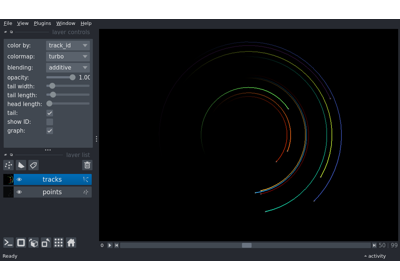 File View Plugins Window Help
layer controls
color by: track_id
colormap: turbo
blending: additive
opacity: 1.00
tail width:
tail length:
head length:
tail:
show ID:
graph:
layer list
tracks
points
0 50 99
Ready activity